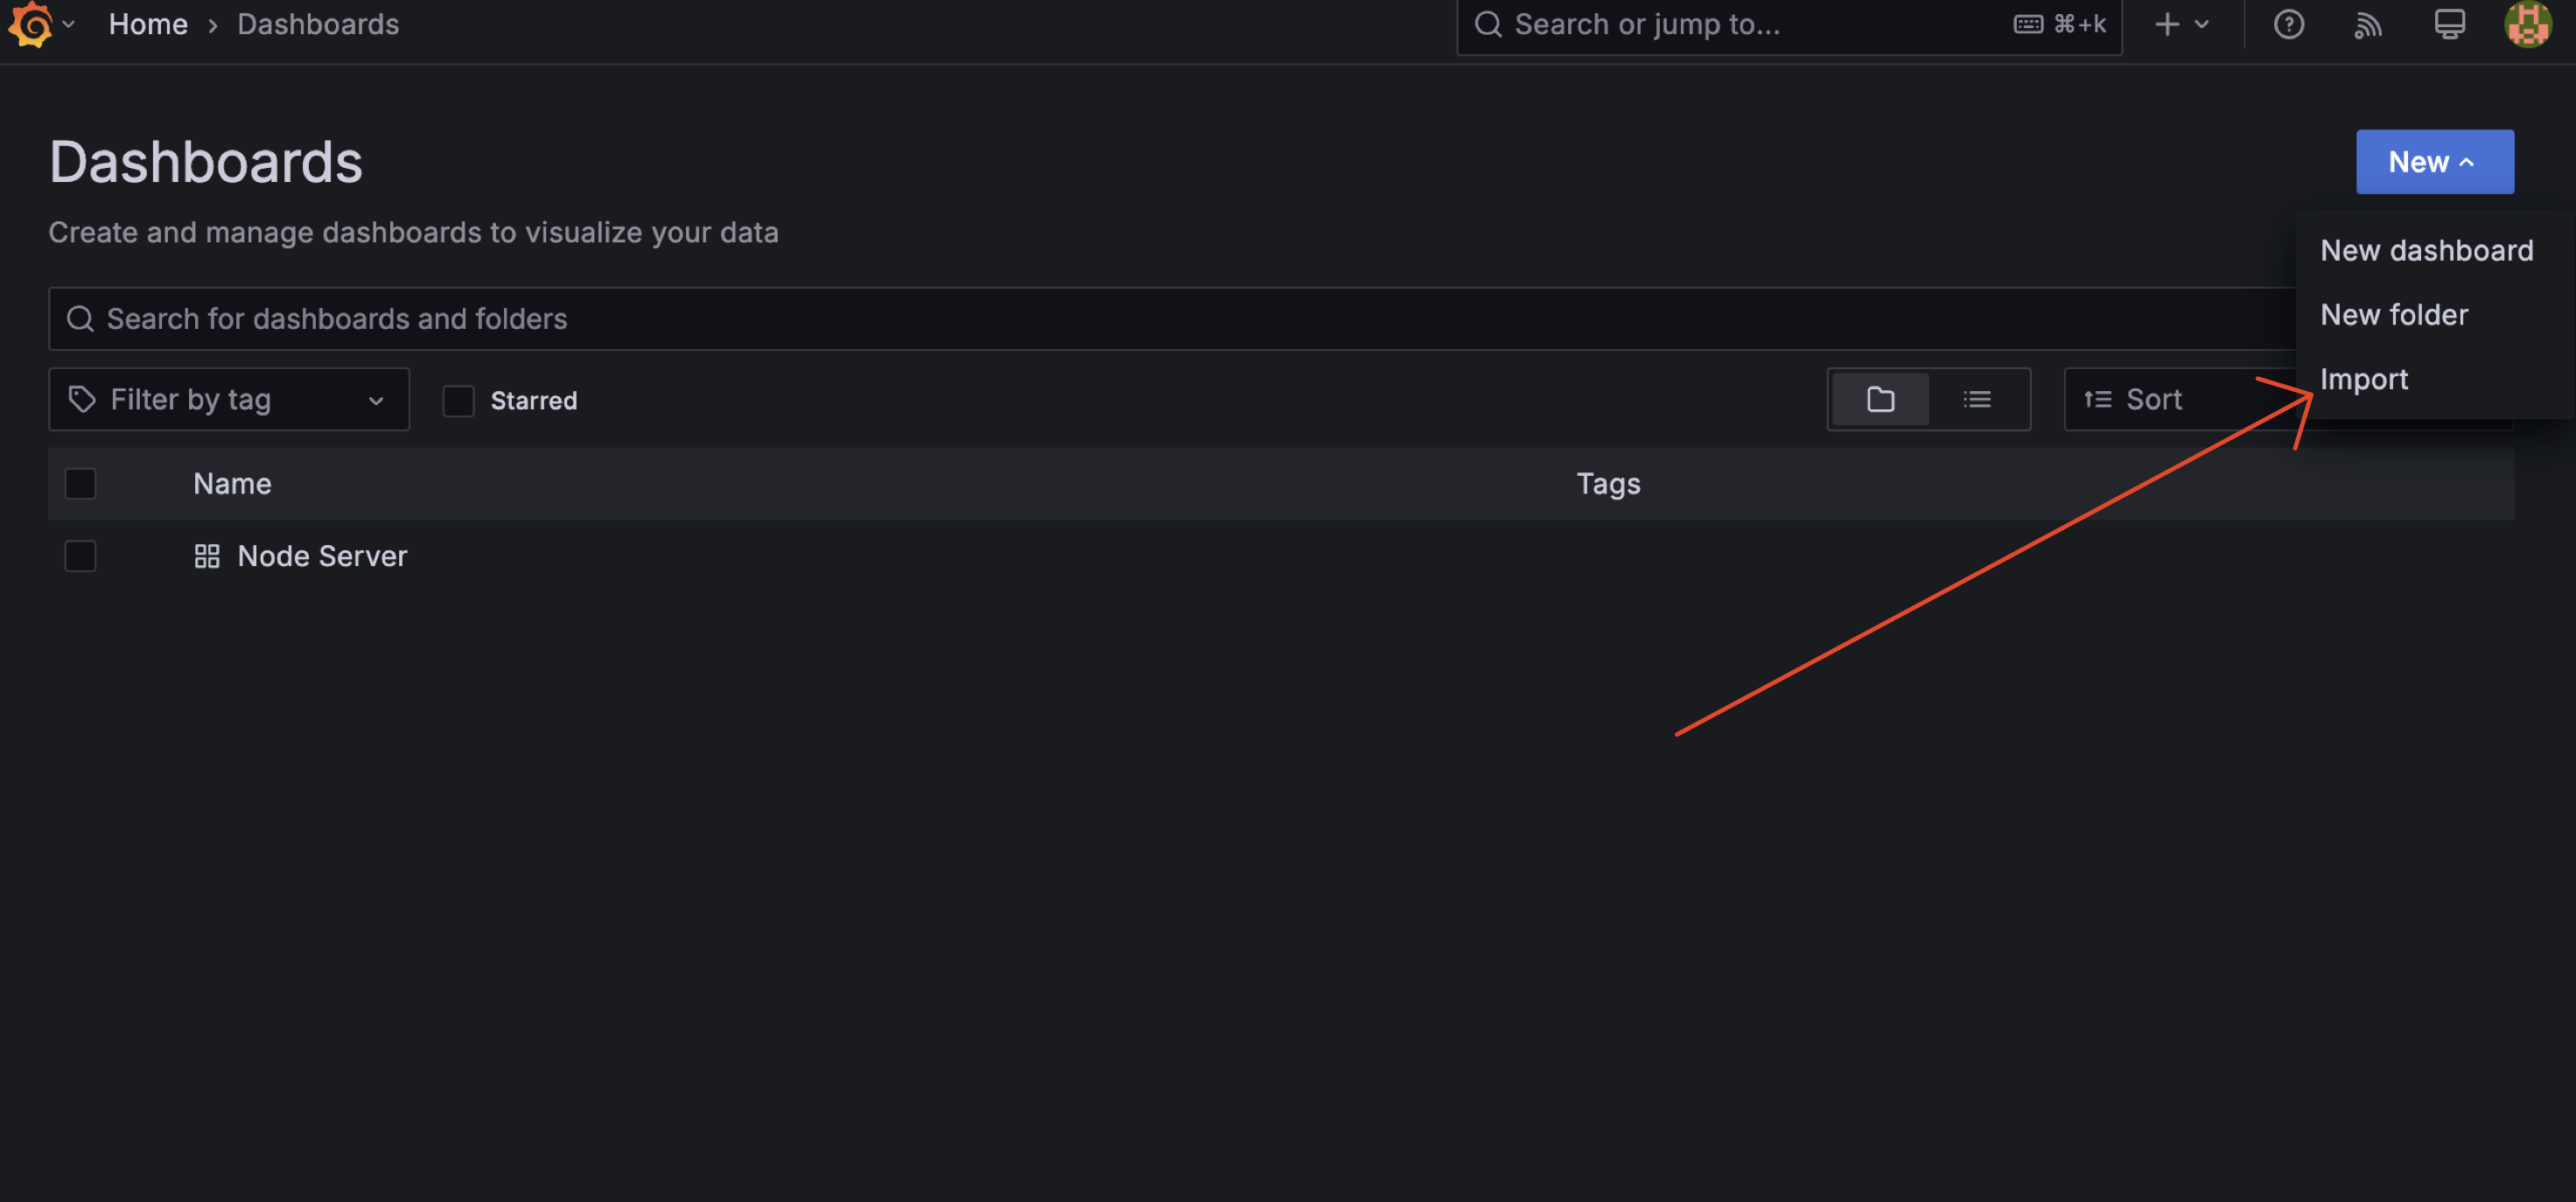 Home › Dashboards
Search or jump to...
⌘+k
Dashboards
New
Create and manage dashboards to visualize your data
New dashboard
New folder
Import
Search for dashboards and folders
Filter by tag
Starred
Sort
Name
Tags
Node Server